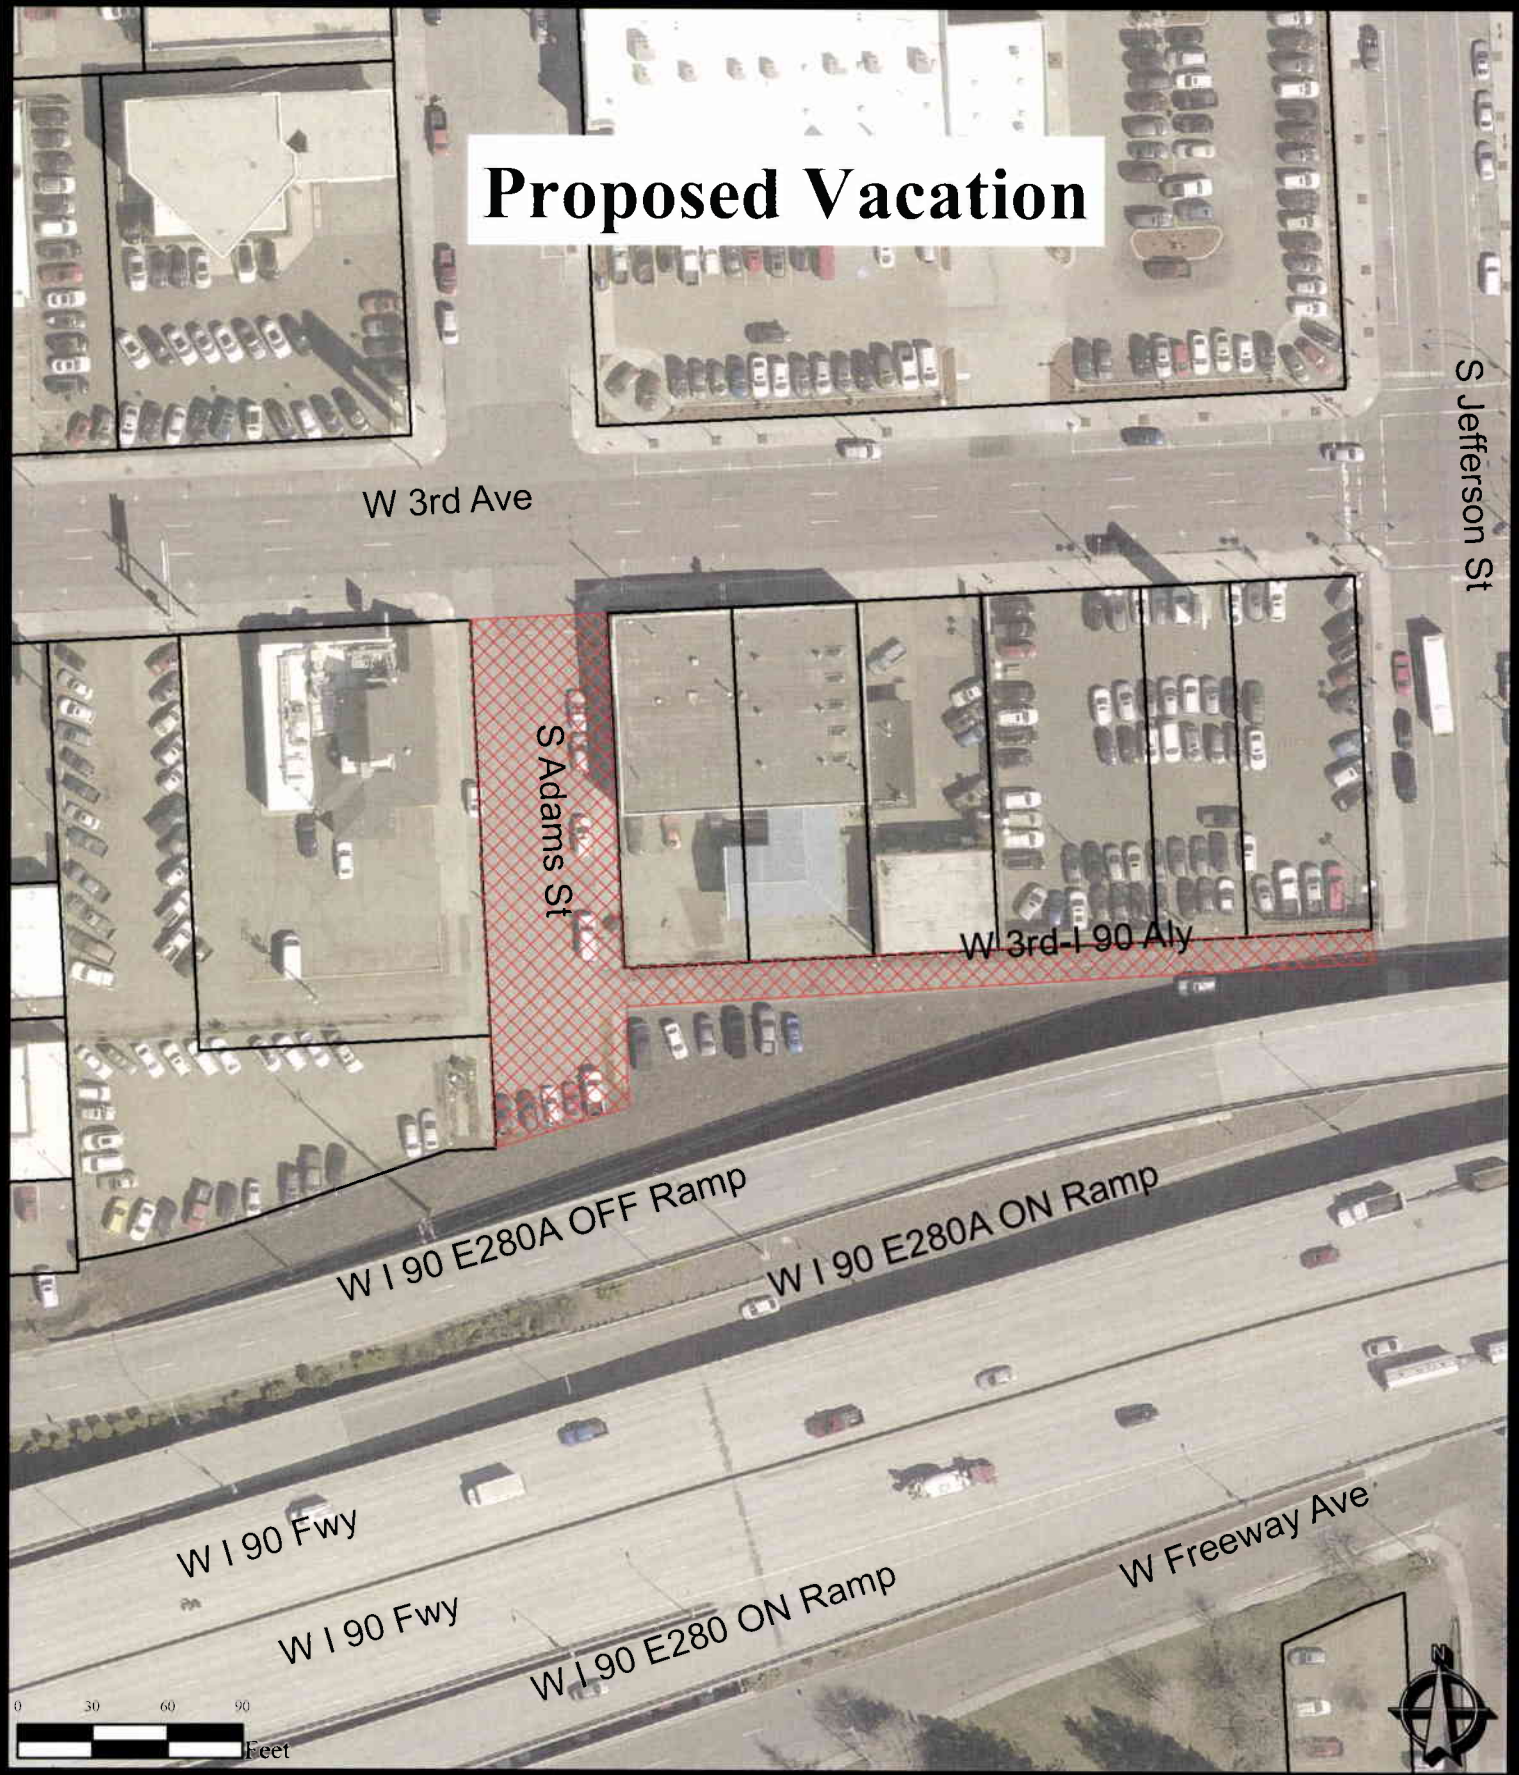 Proposed Vacation
S Jefferson St
W 3rd Ave
S Adams St
W 3rd-I 90 Aly
W I 90 E280A OFF Ramp
W I 90 E280A ON Ramp
W I 90 Fwy
W Freeway Ave
W I 90 Fwy
W I 90 E280 ON Ramp
0 30 60 90
Feet
N